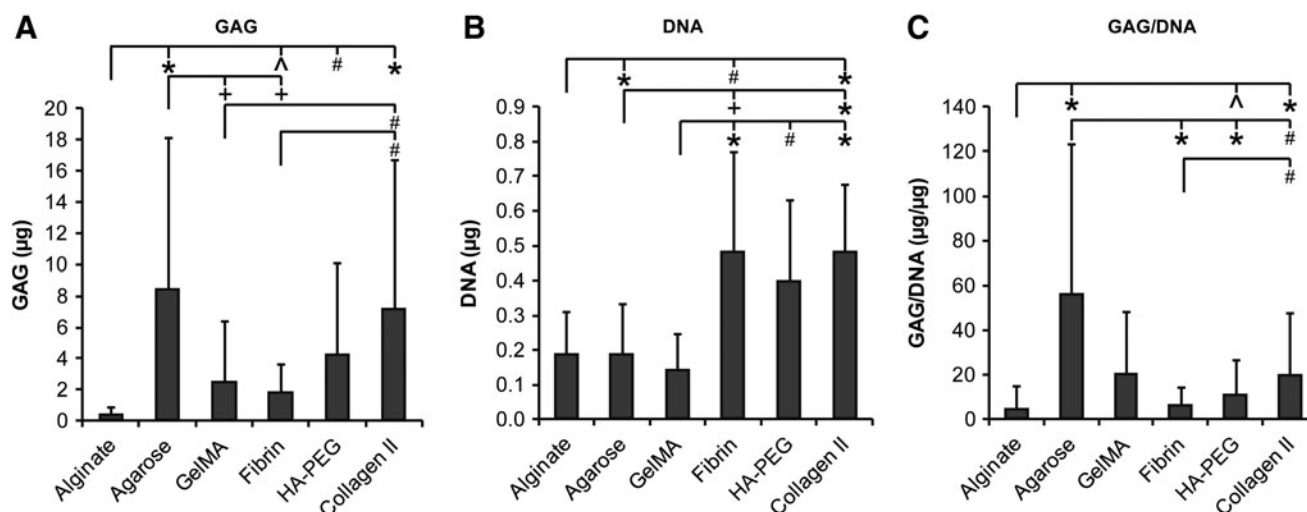 A
GAG
* ^ # *
+ +
#
#
GAG (µg)
20
18
16
14
12
10
8
6
4
2
0
Alginate
Agarose
GelMA
Fibrin
HA-PEG
Collagen II
B
DNA
* # *
+ *
* # *
DNA (µg)
0.9
0.8
0.7
0.6
0.5
0.4
0.3
0.2
0.1
0.0
Alginate
Agarose
GelMA
Fibrin
HA-PEG
Collagen II
C
GAG/DNA
* ^ *
* * #
#
GAG/DNA (µg/µg)
140
120
100
80
60
40
20
0
Alginate
Agarose
GelMA
Fibrin
HA-PEG
Collagen II